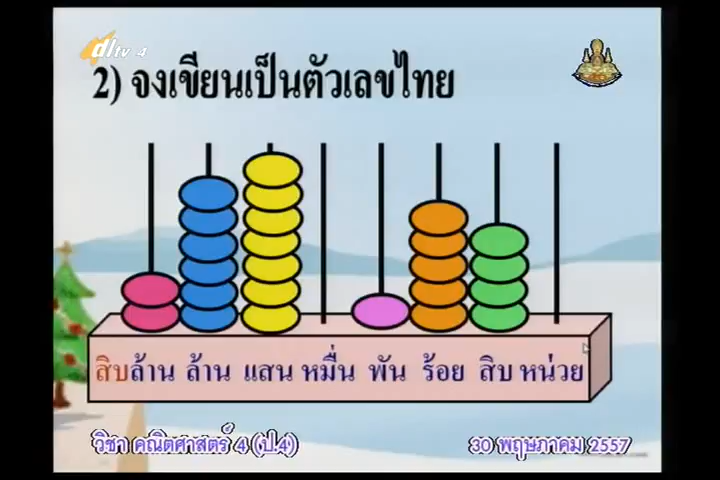 dltv 4
2) จงเขียนเป็นตัวเลขไทย
สิบล้าน ล้าน แสน หมื่น พัน ร้อย สิบ หน่วย
วิชา คณิตศาสตร์ 4 (ป.4) 30 พฤษภาคม 2557